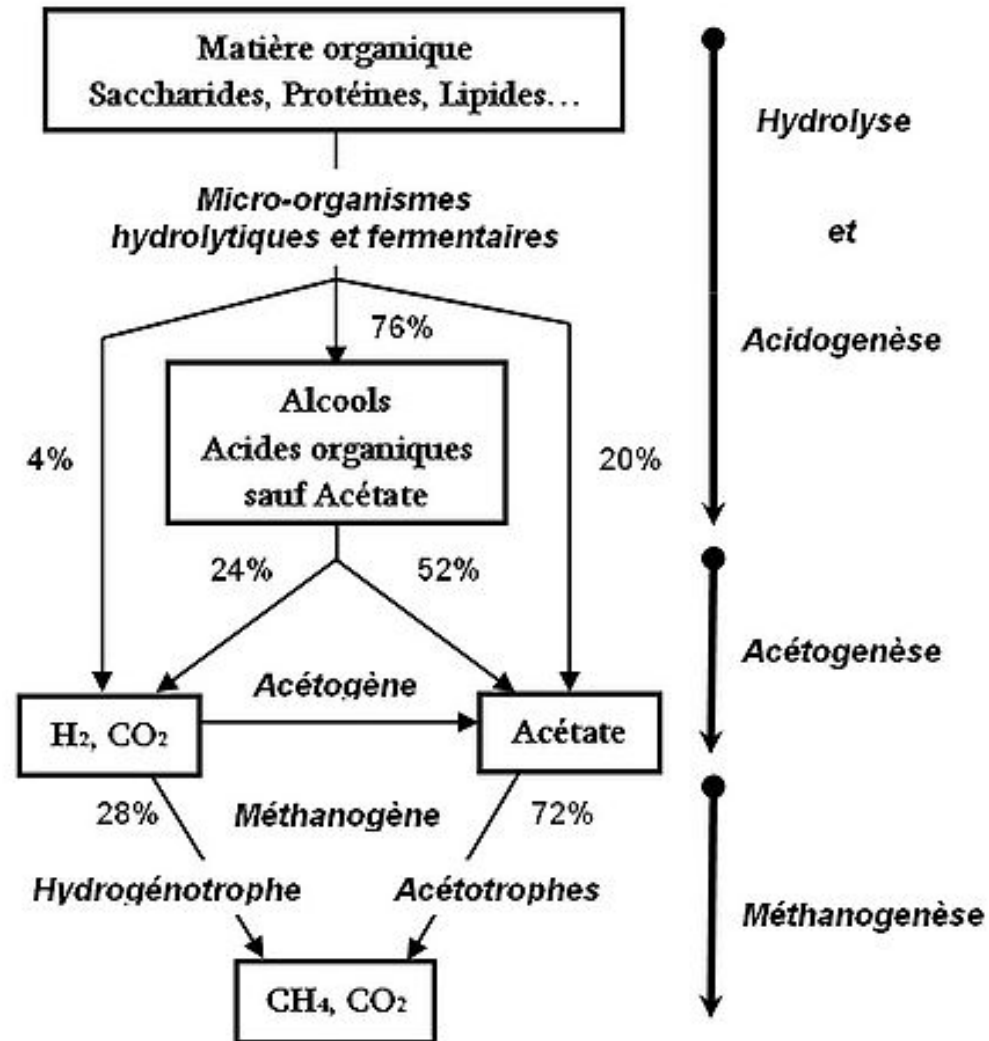 Matière organique
Saccharides, Protéines, Lipides...
Hydrolyse
Micro-organismes
hydrolytiques et fermentaires
et
76%
Acidogenèse
Alcools
Acides organiques
sauf Acétate
4%
20%
24%
52%
Acétogenèse
Acétogène
H₂, CO₂
Acétate
28%
Méthanogène
72%
Hydrogénotrophe
Acétotrophes
Méthanogenèse
CH₄, CO₂